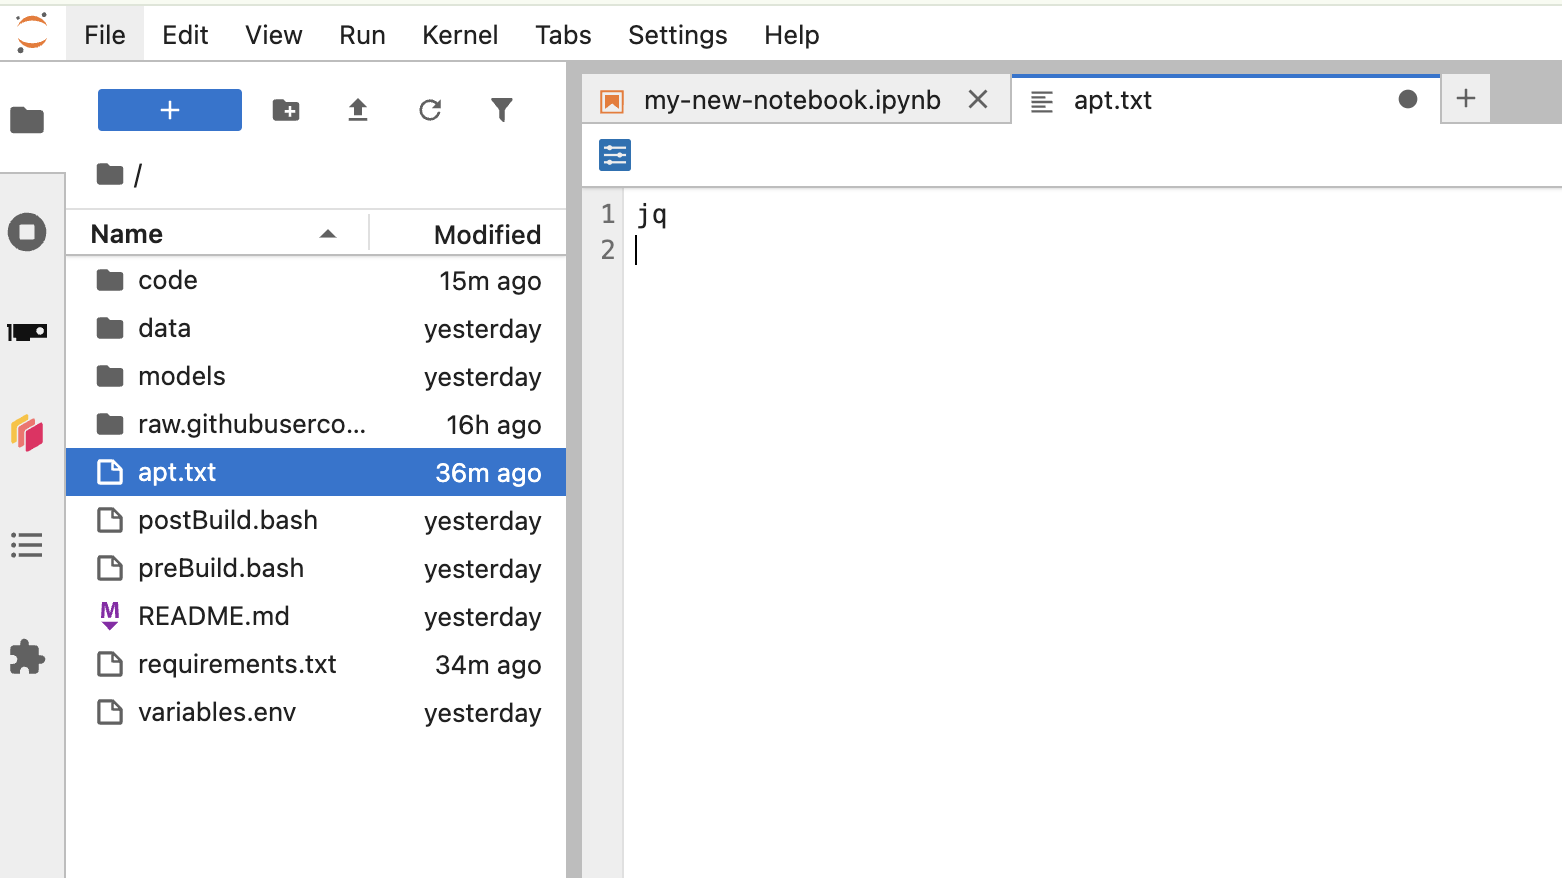 File Edit View Run Kernel Tabs Settings Help
my-new-notebook.ipynb apt.txt
/
Name Modified
code 15m ago
data yesterday
models yesterday
raw.githubuserco... 16h ago
apt.txt 36m ago
postBuild.bash yesterday
preBuild.bash yesterday
README.md yesterday
requirements.txt 34m ago
variables.env yesterday
1 jq
2